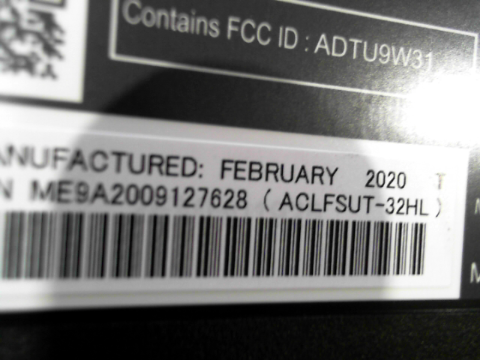 Contains FCC ID : ADTU9W31
ANUFACTURED: FEBRUARY 2020 T
N ME9A2009127628 ( ACLFSUT-32HL )
M